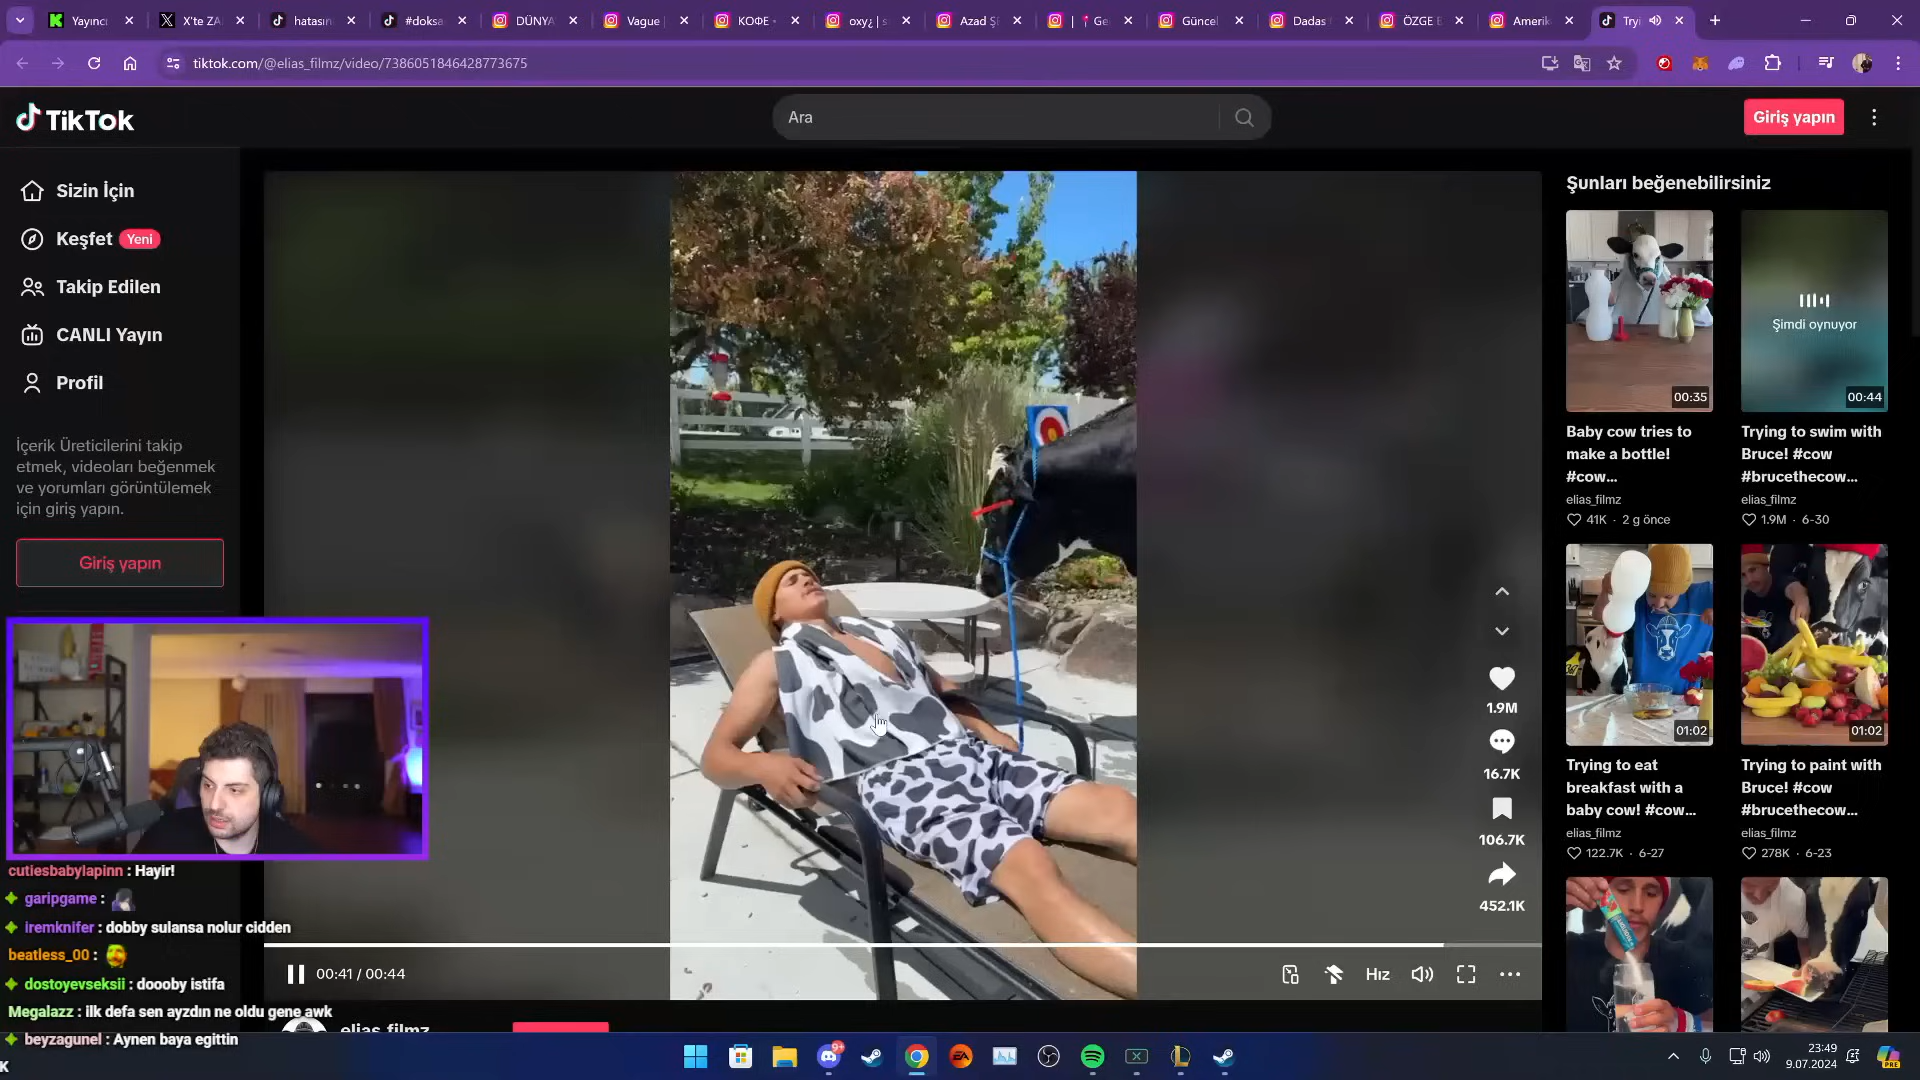 Yayıncı
X'te ZA
hatasın
#doksa
DÜNYA
Vague |
KOΦE •
oxy¿ | s
Azad Ş
Güncel
Dadas
ÖZGE E
Amerik
Tryi
tiktok.com/@elias_filmz/video/7386051846428773675
TikTok
Ara
Giriş yapın
Sizin İçin
Keşfet Yeni
Takip Edilen
CANLI Yayın
Profil
İçerik Üreticilerini takip
etmek, videoları beğenmek
ve yorumları görüntülemek
için giriş yapın.
Giriş yapın
cutiesbabylapinn : Hayir!
garipgame :
iremknifer : dobby sulansa nolur cidden
beatless_00 :
dostoyevseksii : doooby istifa
Megalazz : ilk defa sen ayzdın ne oldu gene awk
beyzagunel : Aynen baya egittin
K
1.9M
16.7K
106.7K
452.1K
00:41 / 00:44
Hız
elias_filmz
Şunları beğenebilirsiniz
00:35
Baby cow tries to
make a bottle!
#cow...
elias_filmz
41K · 2 g önce
Şimdi oynuyor
00:44
Trying to swim with
Bruce! #cow
#brucethecow...
elias_filmz
1.9M · 6-30
01:02
Trying to eat
breakfast with a
baby cow! #cow...
elias_filmz
122.7K · 6-27
01:02
Trying to paint with
Bruce! #cow
#brucethecow...
elias_filmz
278K · 6-23
9+
EA
23:49
9.07.2024
PRE